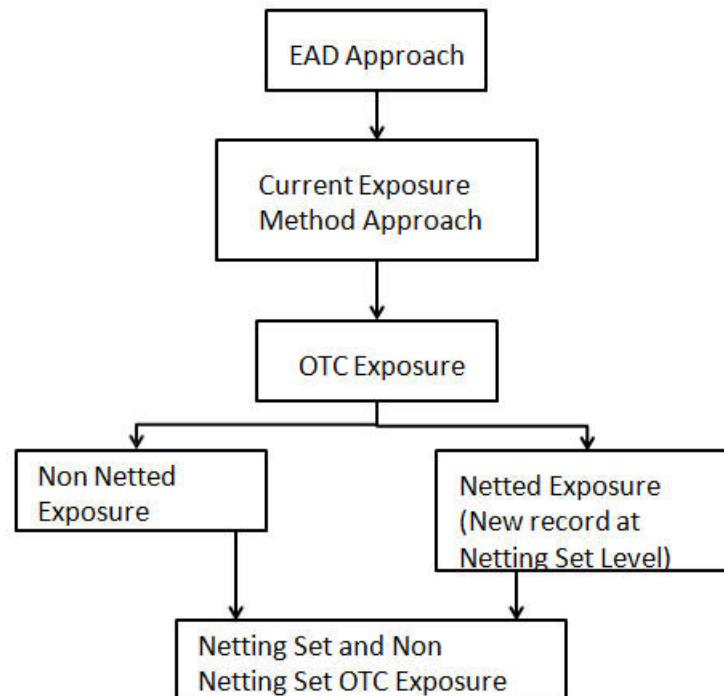 EAD Approach
Current Exposure
Method Approach
OTC Exposure
Non Netted
Exposure
Netted Exposure
(New record at
Netting Set Level)
Netting Set and Non
Netting Set OTC Exposure